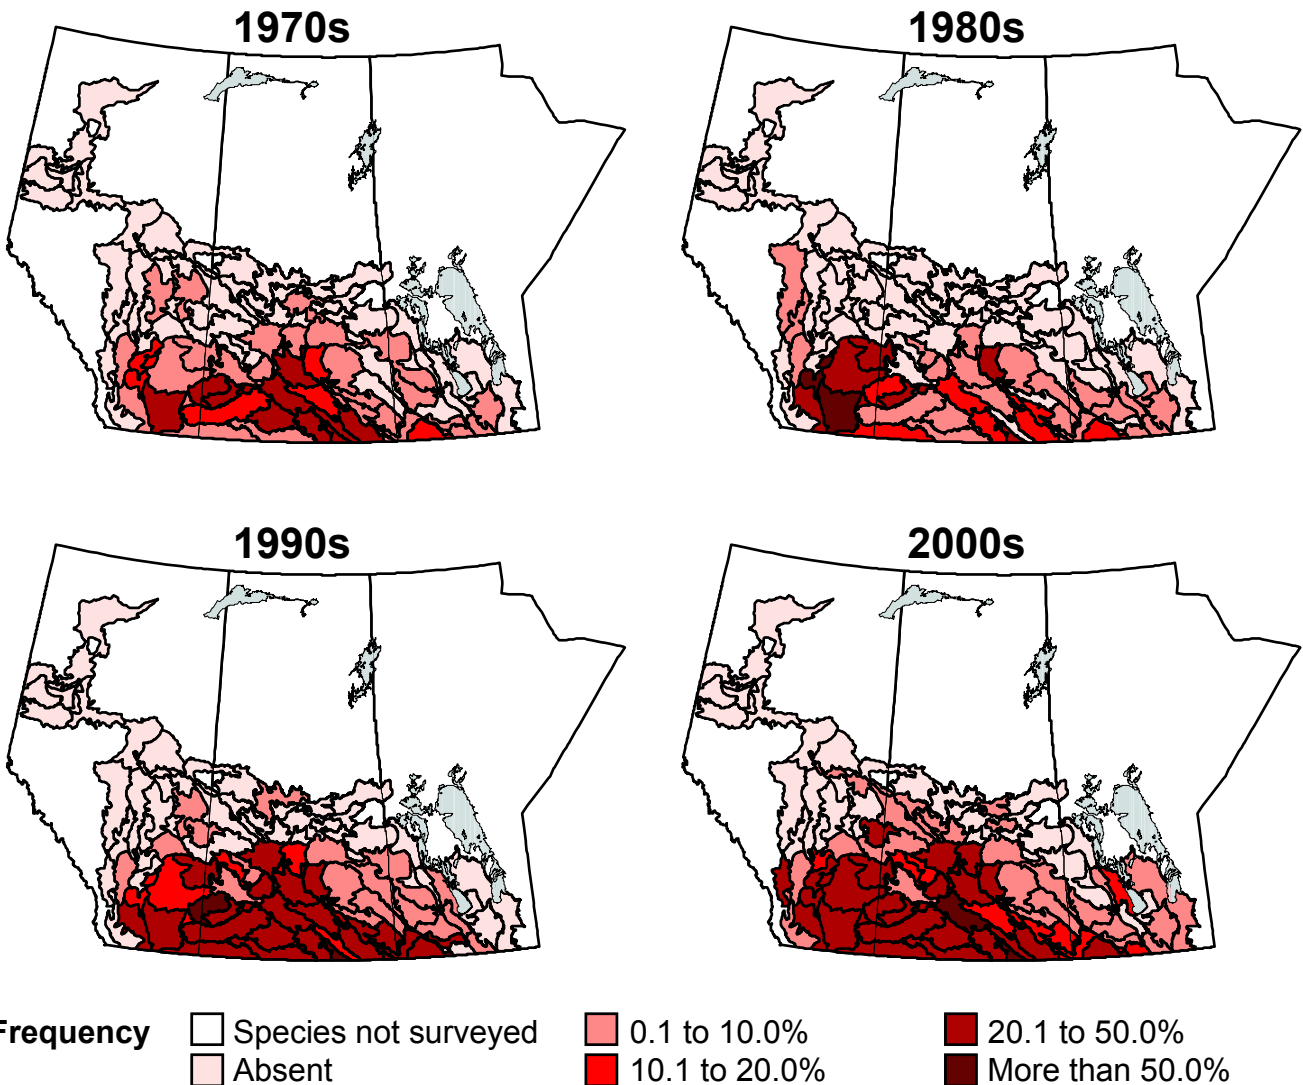 1970s 1980s
1990s 2000s
Frequency Species not surveyed 0.1 to 10.0% 20.1 to 50.0%
Absent 10.1 to 20.0% More than 50.0%